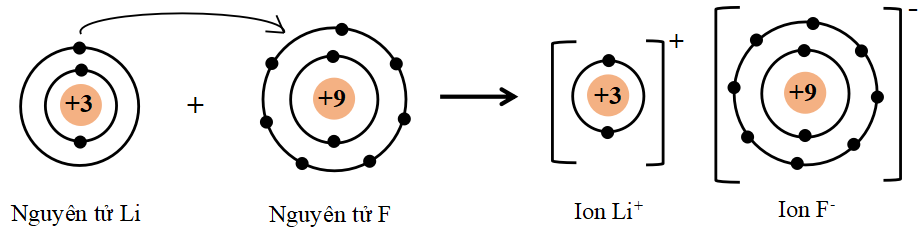 +3 + +9 +3 + +9 -
Nguyên tử Li Nguyên tử F Ion Li⁺ Ion F⁻